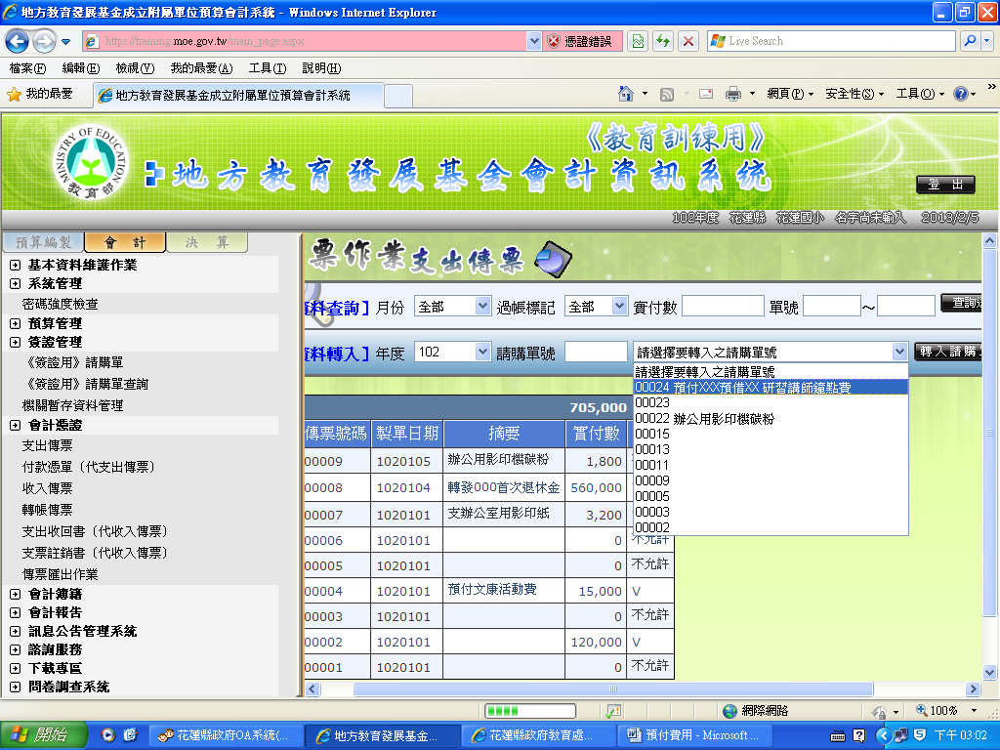 地方教育發展基金成立附屬單位預算會計系統 - Windows Internet Explorer
https://training.moe.gov.tw/main_page.aspx
憑證錯誤
Live Search
檔案(F) 編輯(E) 檢視(V) 我的最愛(A) 工具(T) 說明(H)
我的最愛
地方教育發展基金成立附屬單位預算會計系統
網頁(P) 安全性(S) 工具(O)
MINISTRY OF EDUCATION
教育部
《教育訓練用》
地方教育發展基金會計資訊系統
登 出
102年度 花蓮縣 花蓮國小 名字尚未輸入 2013/2/5
預算編製 會 計 決 算
基本資料維護作業
系統管理
密碼強度檢查
預算管理
簽證管理
《簽證用》請購單
《簽證用》請購單查詢
機關暫存資料管理
會計憑證
支出傳票
付款憑單〔代支出傳票〕
收入傳票
轉帳傳票
支出收回書〔代收入傳票〕
支票註銷書〔代收入傳票〕
傳票匯出作業
會計簿籍
會計報告
訊息公告管理系統
諮詢服務
下載專區
問卷調查系統
票作業支出傳票
資料查詢】月份 全部 過帳標記 全部 實付數 單號 ~ 查詢
資料轉入】年度 102 請購單號 請選擇要轉入之請購單號 轉入請購
請選擇要轉入之請購單號
00024 預付XXX預借XX 研習講師鐘點費
00023
00022 辦公用影印機碳粉
00015
00013
00011
00009
00005
00003
00002
705,000
傳票號碼 製單日期 摘要 實付數
00009 1020105 辦公用影印機碳粉 1,800
00008 1020104 轉發000首次退休金 560,000
00007 1020101 支辦公室用影印紙 3,200
00006 1020101 0 不允許
00005 1020101 0 不允許
00004 1020101 預付文康活動費 15,000 V
00003 1020101 0 不允許
00002 1020101 120,000 V
00001 1020101 0 不允許
網際網路
100%
開始
花蓮縣政府OA系統(...
地方教育發展基金...
花蓮縣政府教育處...
預付費用 - Microsoft ...
下午 03:02